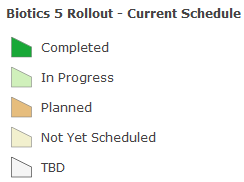 Biotics 5 Rollout - Current Schedule
Completed
In Progress
Planned
Not Yet Scheduled
TBD